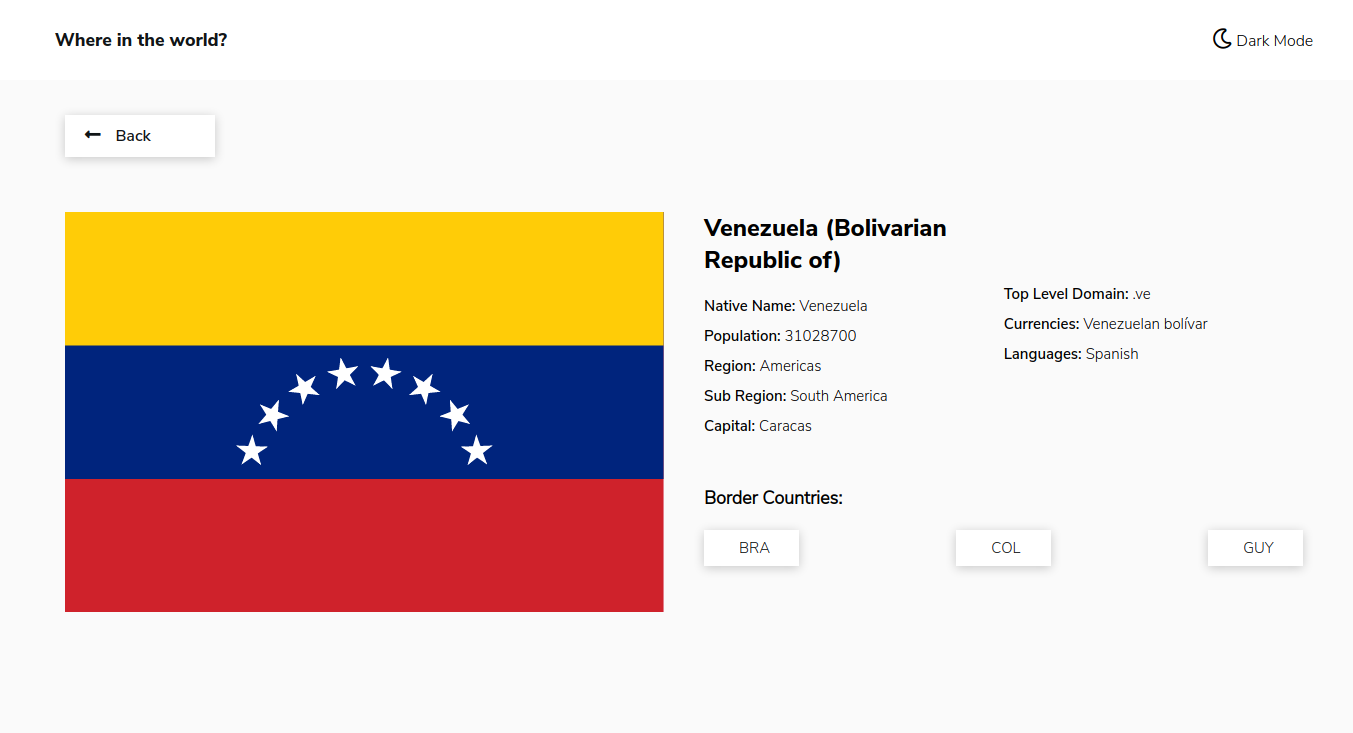 Where in the world?
Dark Mode
Back
Venezuela (Bolivarian
Republic of)
Native Name: Venezuela
Population: 31028700
Region: Americas
Sub Region: South America
Capital: Caracas
Top Level Domain: .ve
Currencies: Venezuelan bolívar
Languages: Spanish
Border Countries:
BRA
COL
GUY